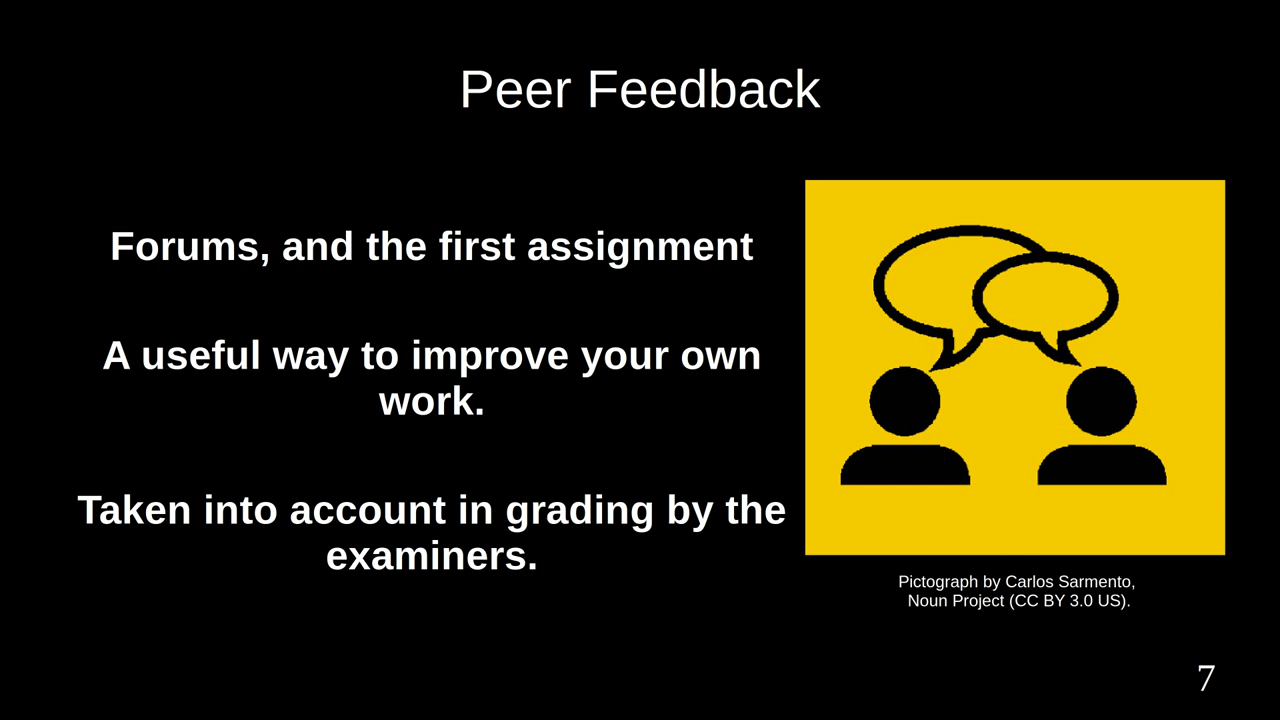 Peer Feedback
Forums, and the first assignment
A useful way to improve your own
work.
Taken into account in grading by the
examiners.
Pictograph by Carlos Sarmento,
Noun Project (CC BY 3.0 US).
7